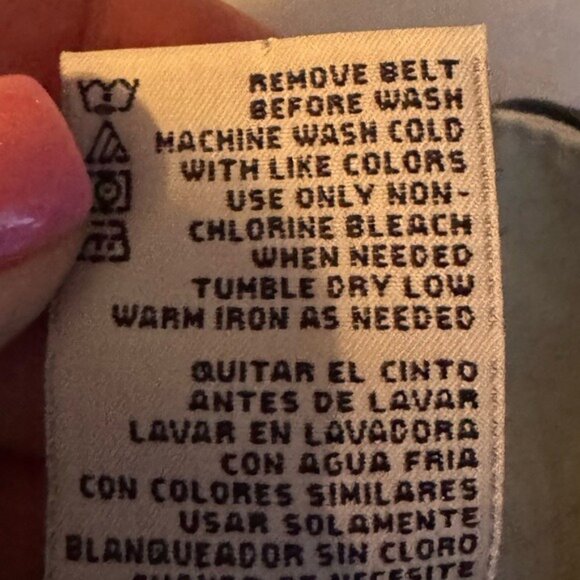 REMOVE BELT
BEFORE WASH
MACHINE WASH COLD
WITH LIKE COLORS
USE ONLY NON-
CHLORINE BLEACH
WHEN NEEDED
TUMBLE DRY LOW
WARM IRON AS NEEDED
QUITAR EL CINTO
ANTES DE LAVAR
LAVAR EN LAVADORA
CON AGUA FRIA
CON COLORES SIMILARES
USAR SOLAMENTE
BLANQUEADOR SIN CLORO